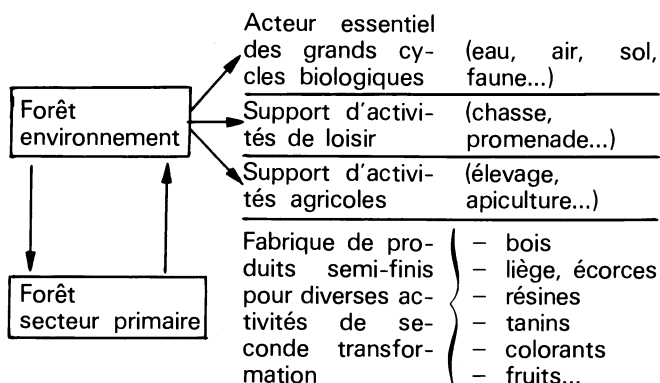 Acteur essentiel
des grands cy-
cles biologiques
(eau, air, sol,
faune...)
Forêt
environnement
Support d'activi-
tés de loisir
(chasse,
promenade...)
Support d'activi-
tés agricoles
(élevage,
apiculture...)
Forêt
secteur primaire
Fabrique de pro-
duits semi-finis
pour diverses ac-
tivités de se-
conde transfor-
mation
– bois
– liège, écorces
– résines
– tanins
– colorants
– fruits...